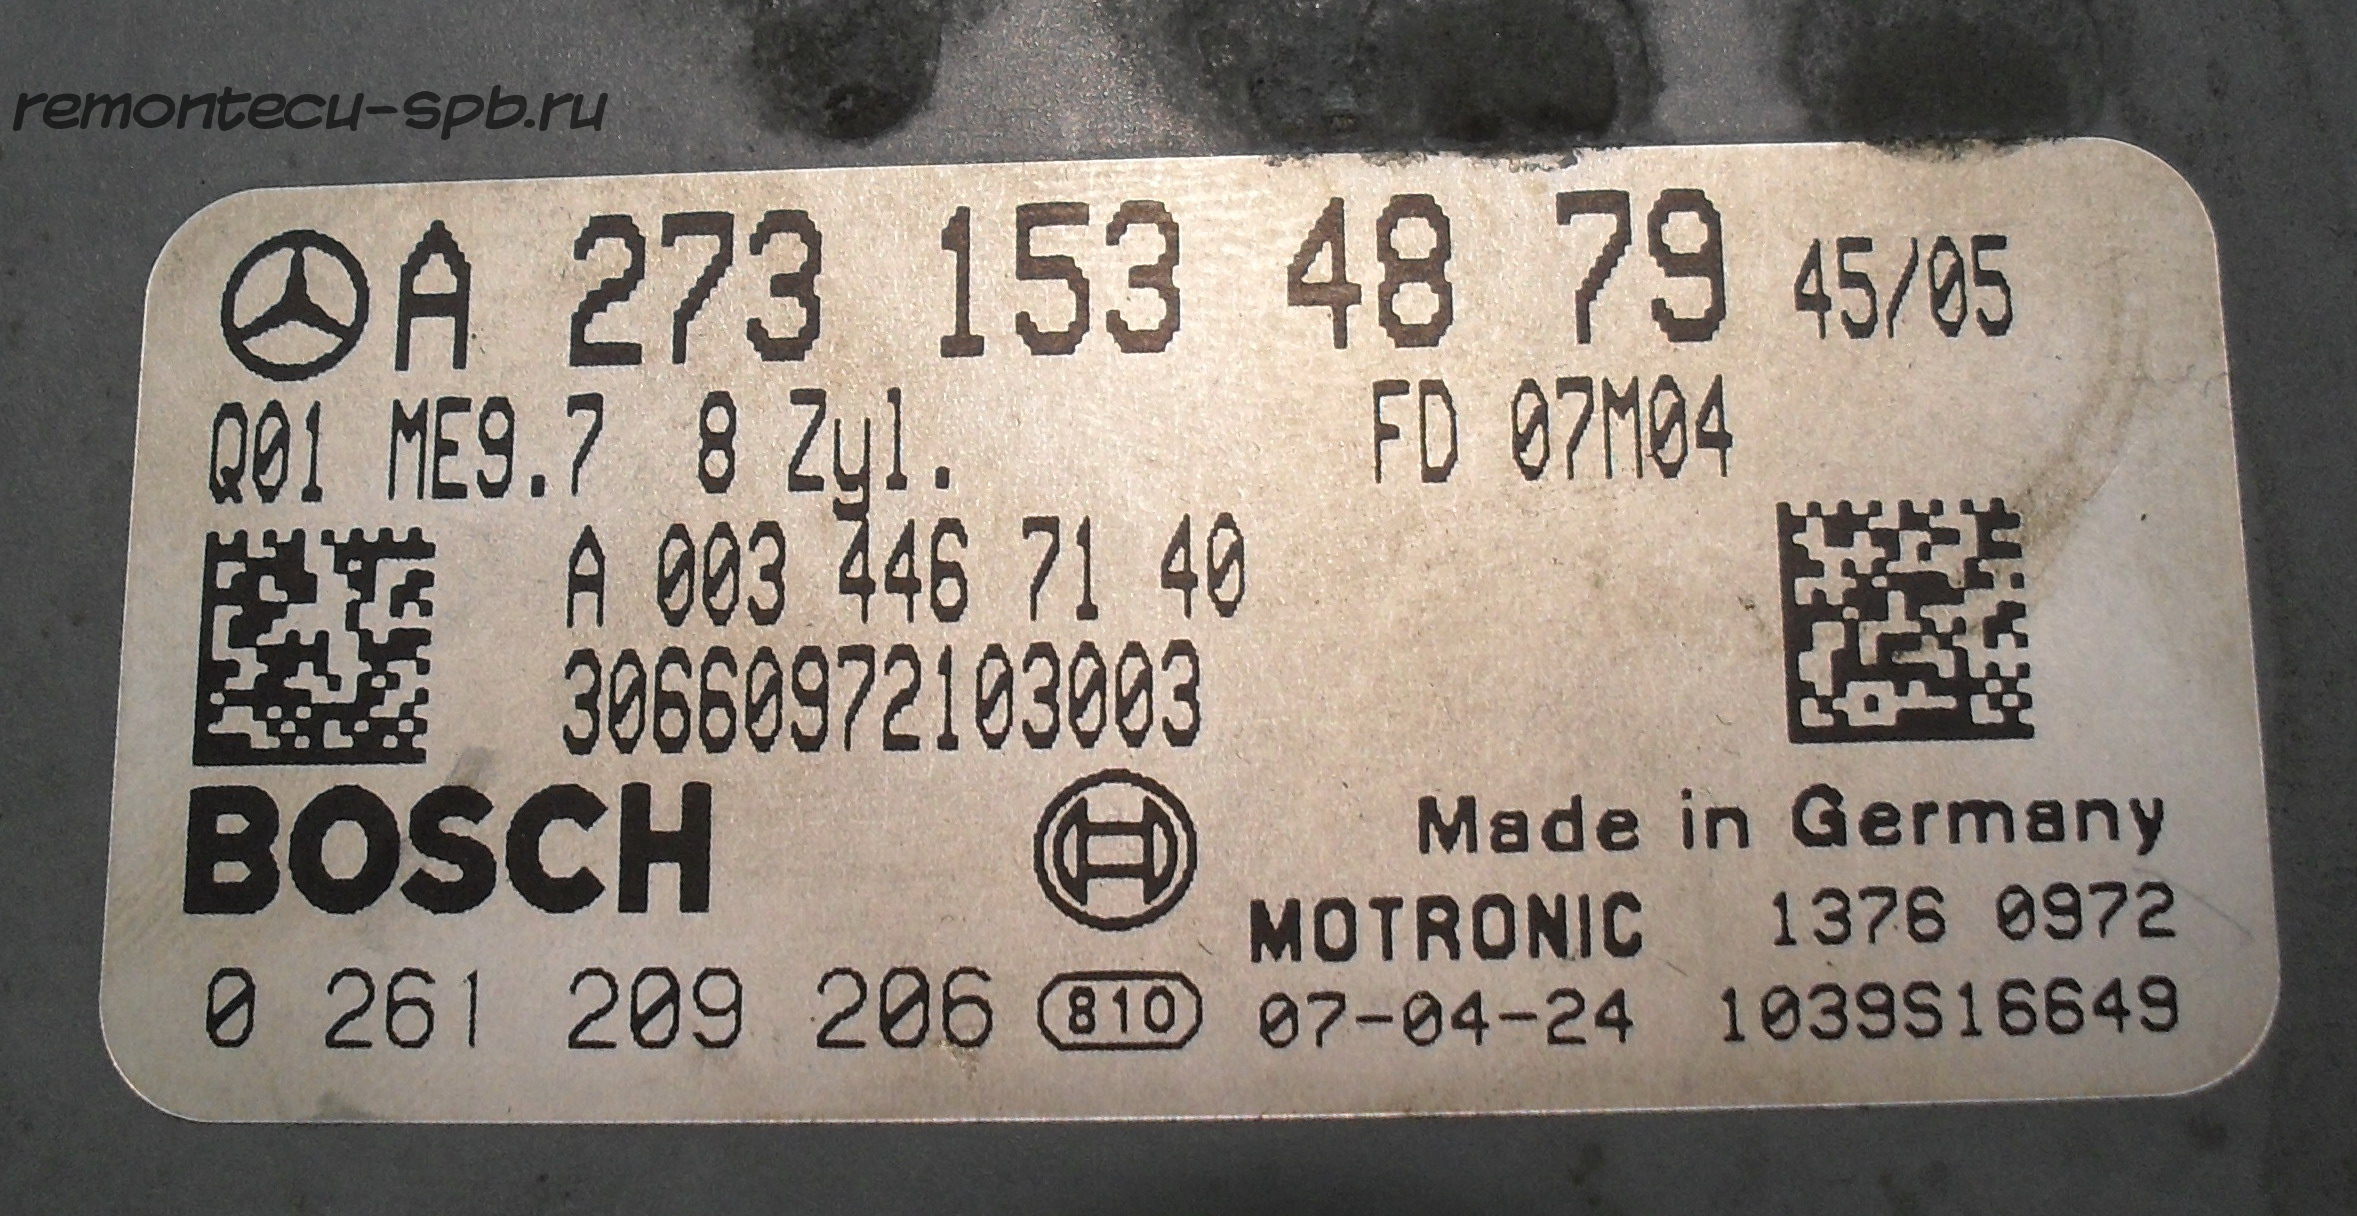 remontecu-spb.ru
A 273 153 48 79 45/05
Q01 ME9.7 8 Zyl. FD 07M04
A 003 446 71 40
30660972103003
BOSCH
Made in Germany
MOTRONIC 1376 0972
0 261 209 206 810 07-04-24 1039S16649